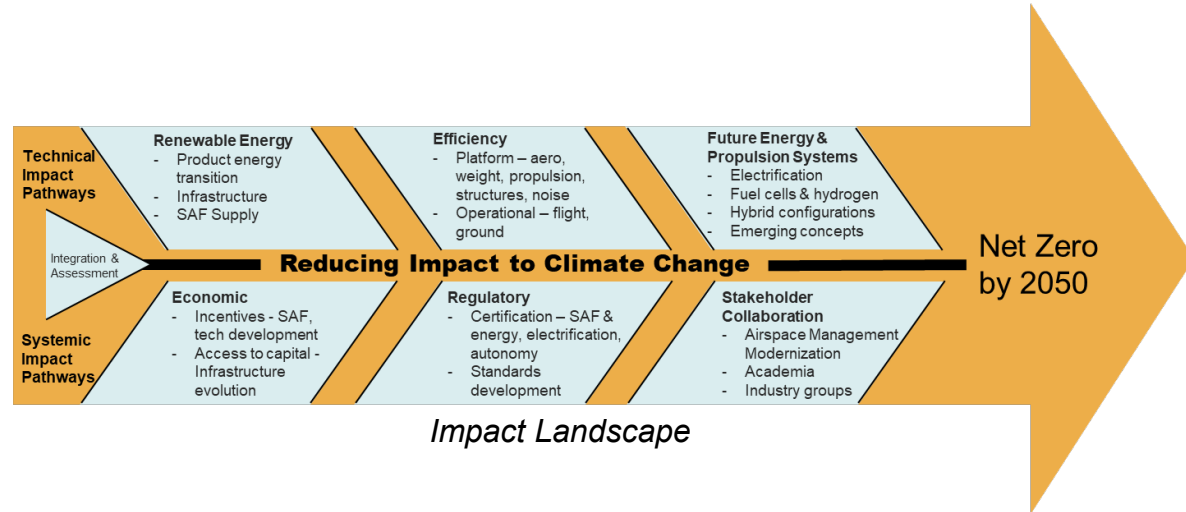 Technical
Impact
Pathways
Renewable Energy
- Product energy
transition
- Infrastructure
- SAF Supply
Efficiency
- Platform – aero,
weight, propulsion,
structures, noise
- Operational – flight,
ground
Future Energy &
Propulsion Systems
- Electrification
- Fuel cells & hydrogen
- Hybrid configurations
- Emerging concepts
Integration &
Assessment
Reducing Impact to Climate Change
Net Zero
by 2050
Systemic
Impact
Pathways
Economic
- Incentives - SAF,
tech development
- Access to capital -
Infrastructure
evolution
Regulatory
- Certification – SAF &
energy, electrification,
autonomy
- Standards
development
Stakeholder
Collaboration
- Airspace Management
Modernization
- Academia
- Industry groups
Impact Landscape